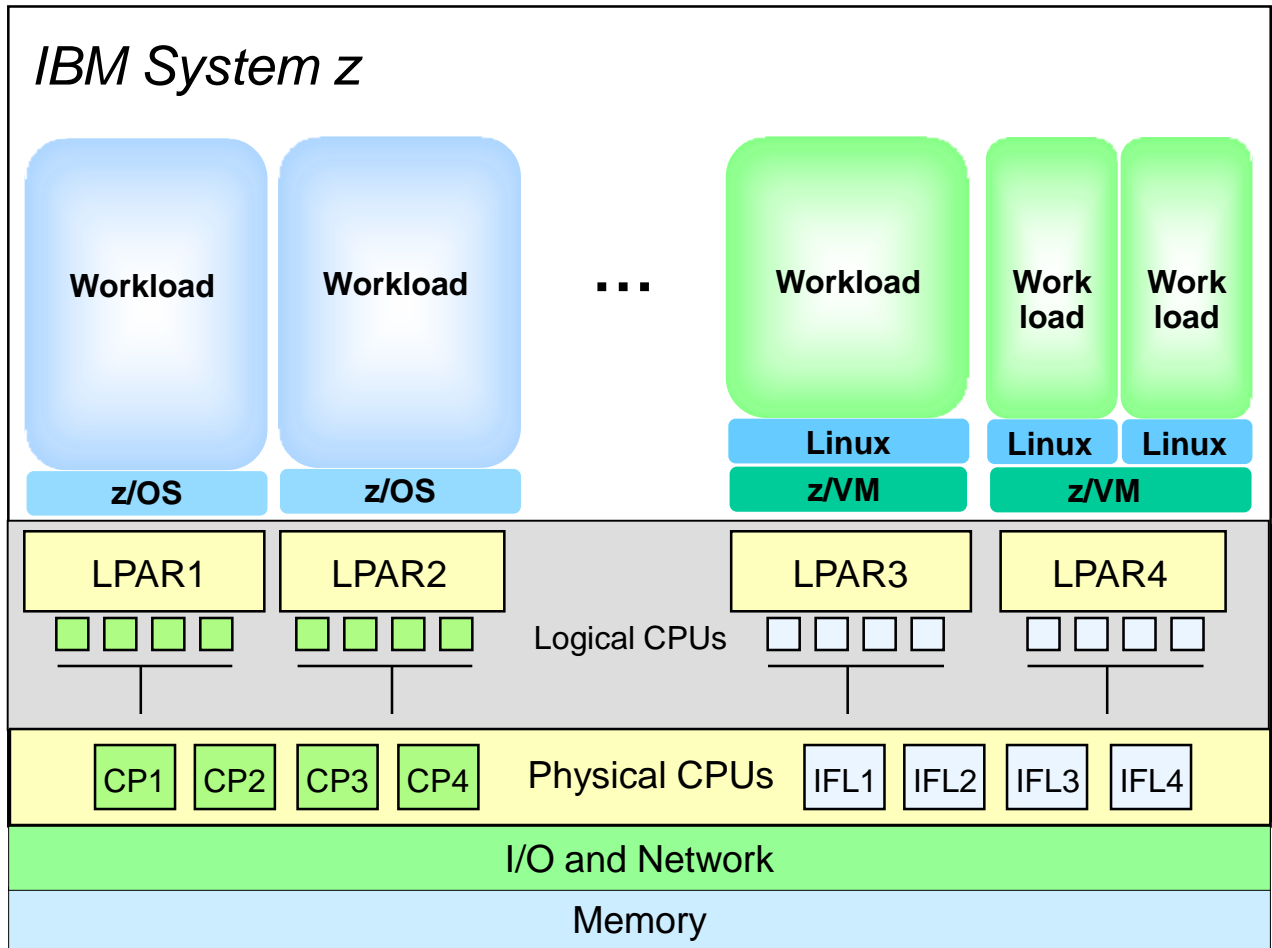 IBM System z
Workload
Workload
...
Workload
Work
load
Work
load
Linux
Linux
Linux
z/OS
z/OS
z/VM
z/VM
LPAR1
LPAR2
LPAR3
LPAR4
Logical CPUs
CP1
CP2
CP3
CP4
Physical CPUs
IFL1
IFL2
IFL3
IFL4
I/O and Network
Memory